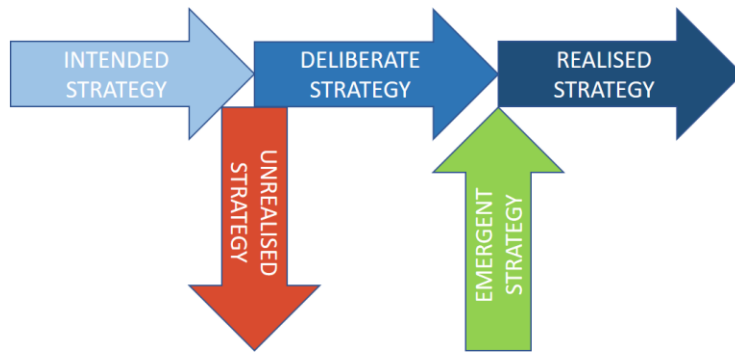 INTENDED
STRATEGY
DELIBERATE
STRATEGY
REALISED
STRATEGY
UNREALISED
STRATEGY
EMERGENT
STRATEGY